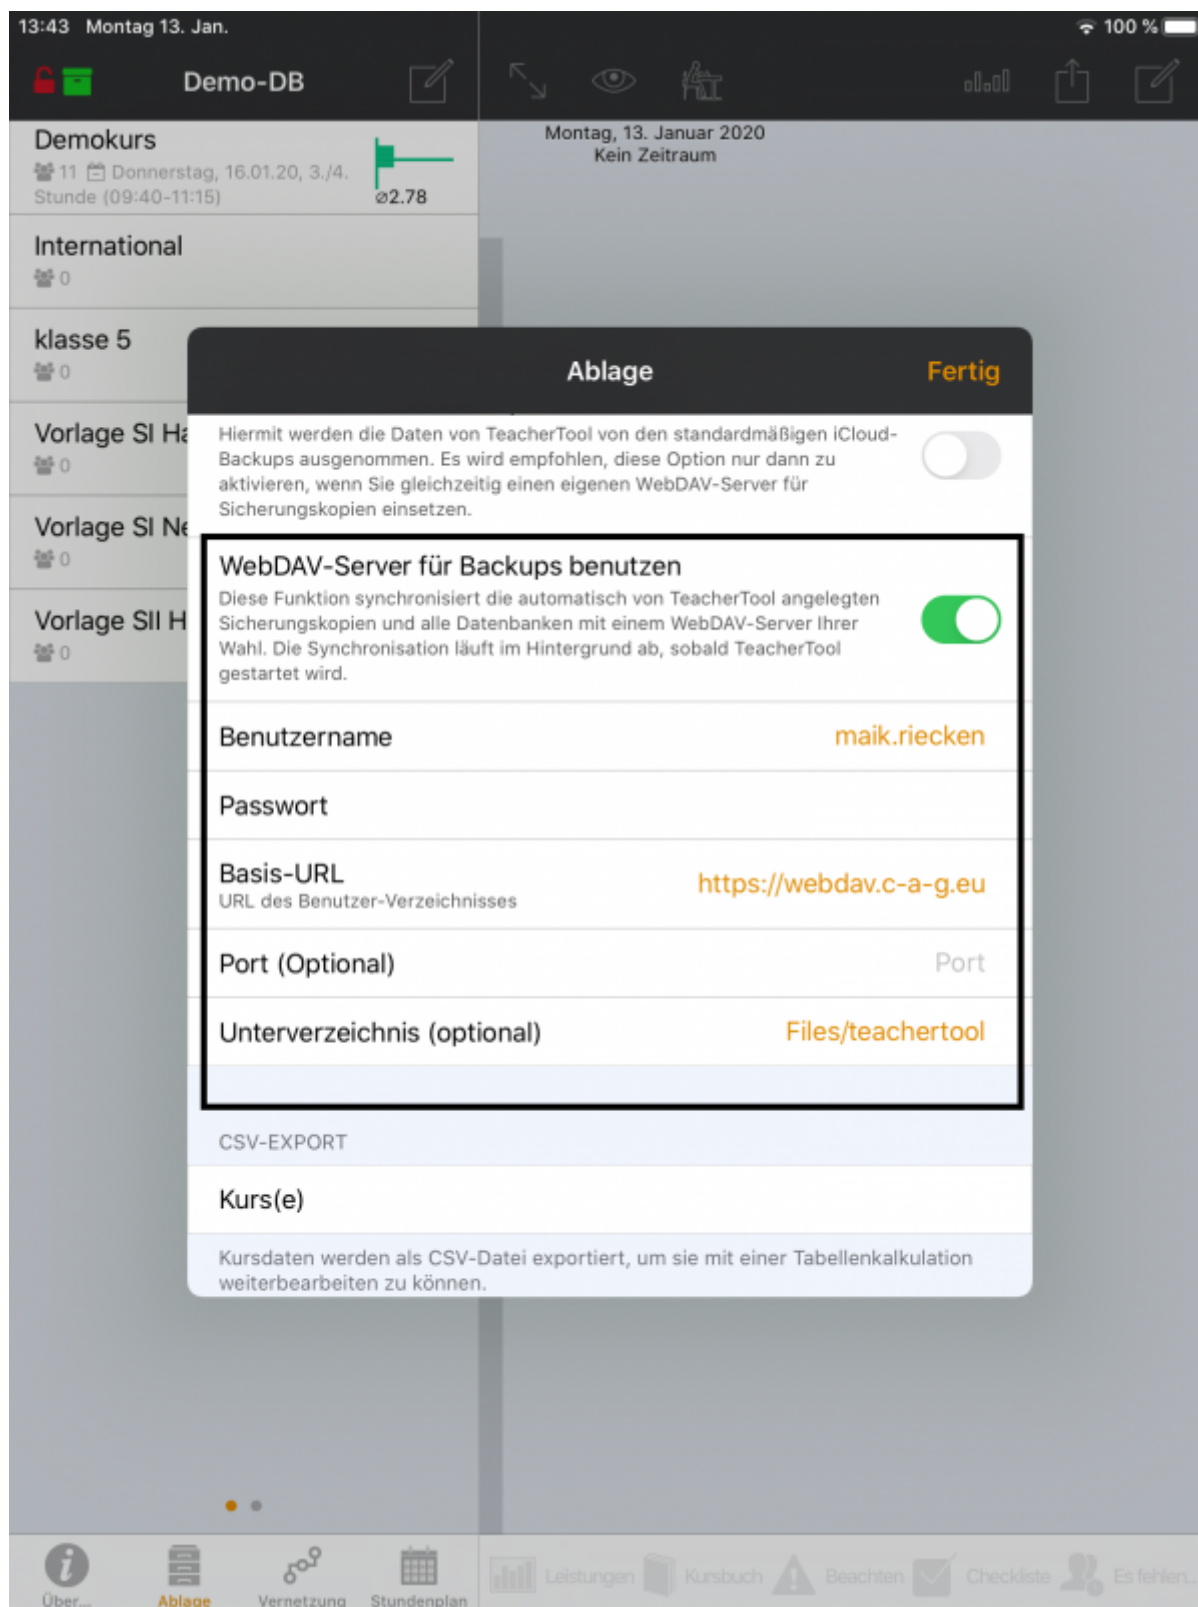 13:43 Montag 13. Jan.
100 %
Demo-DB
Demokurs
11 Donnerstag, 16.01.20, 3./4.
Stunde (09:40-11:15)
⌀2.78
International
0
klasse 5
0
Vorlage SI Ha
0
Vorlage SI Ne
0
Vorlage SII H
0
Montag, 13. Januar 2020
Kein Zeitraum
Ablage
Fertig
Hiermit werden die Daten von TeacherTool von den standardmäßigen iCloud-
Backups ausgenommen. Es wird empfohlen, diese Option nur dann zu
aktivieren, wenn Sie gleichzeitig einen eigenen WebDAV-Server für
Sicherungskopien einsetzen.
WebDAV-Server für Backups benutzen
Diese Funktion synchronisiert die automatisch von TeacherTool angelegten
Sicherungskopien und alle Datenbanken mit einem WebDAV-Server Ihrer
Wahl. Die Synchronisation läuft im Hintergrund ab, sobald TeacherTool
gestartet wird.
Benutzername
maik.riecken
Passwort
Basis-URL
URL des Benutzer-Verzeichnisses
https://webdav.c-a-g.eu
Port (Optional)
Port
Unterverzeichnis (optional)
Files/teachertool
CSV-EXPORT
Kurs(e)
Kursdaten werden als CSV-Datei exportiert, um sie mit einer Tabellenkalkulation
weiterbearbeiten zu können.
Über...
Ablage
Vernetzung
Stundenplan
Leistungen
Kursbuch
Beachten
Checkliste
Es fehlen...